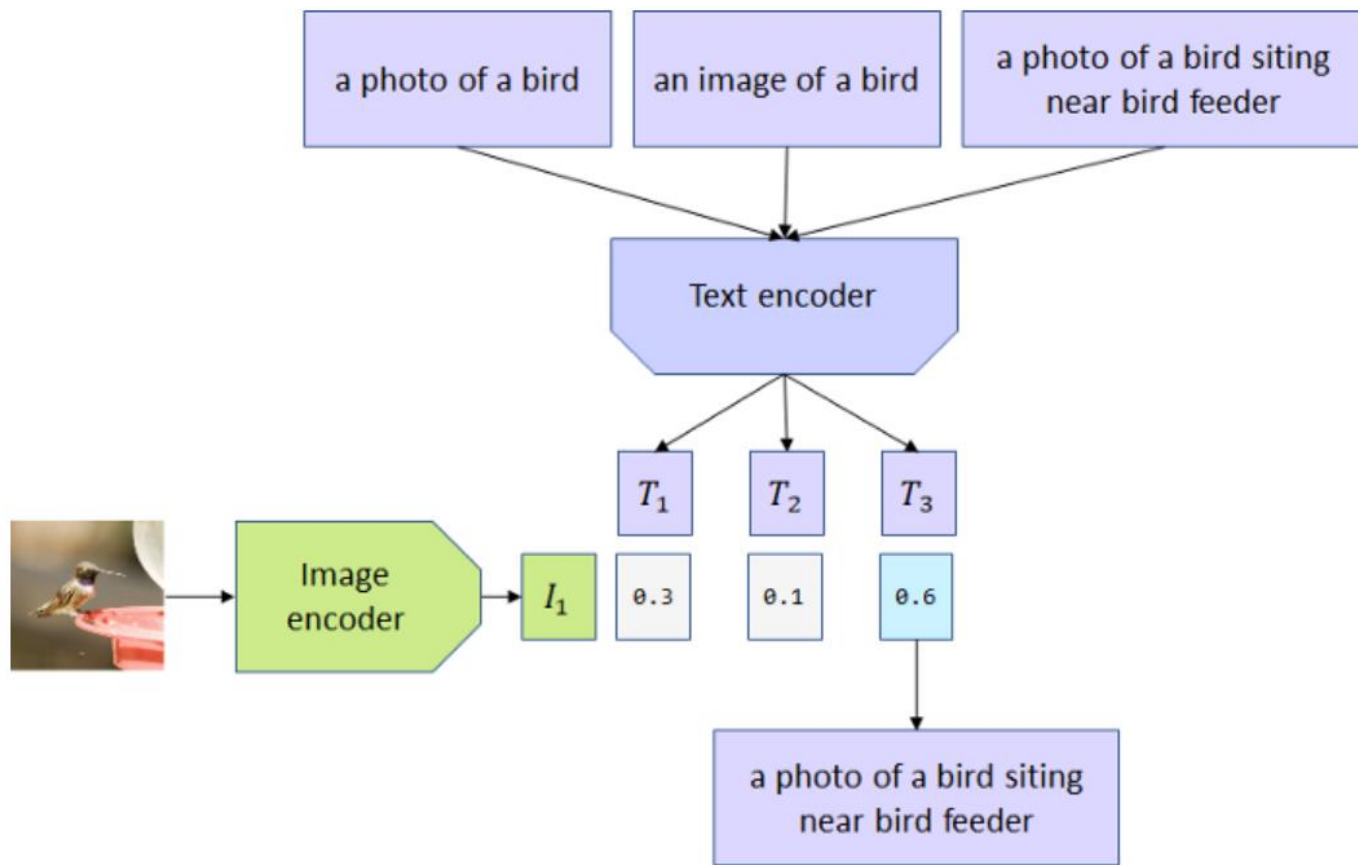 a photo of a bird
an image of a bird
a photo of a bird siting
near bird feeder
Text encoder
T₁
T₂
T₃
Image
encoder
I₁
0.3
0.1
0.6
a photo of a bird siting
near bird feeder